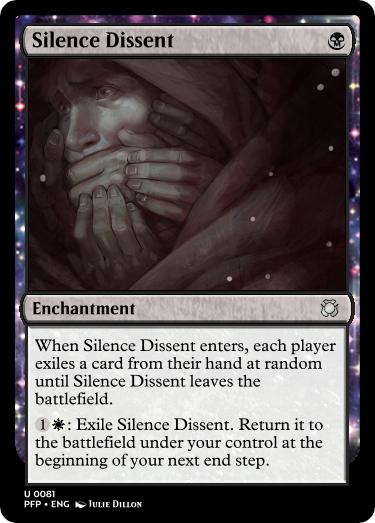 Silence Dissent
Enchantment
When Silence Dissent enters, each player
exiles a card from their hand at random
until Silence Dissent leaves the
battlefield.
1: Exile Silence Dissent. Return it to
the battlefield under your control at the
beginning of your next end step.
U 0081
PFP • ENG JULIE DILLON